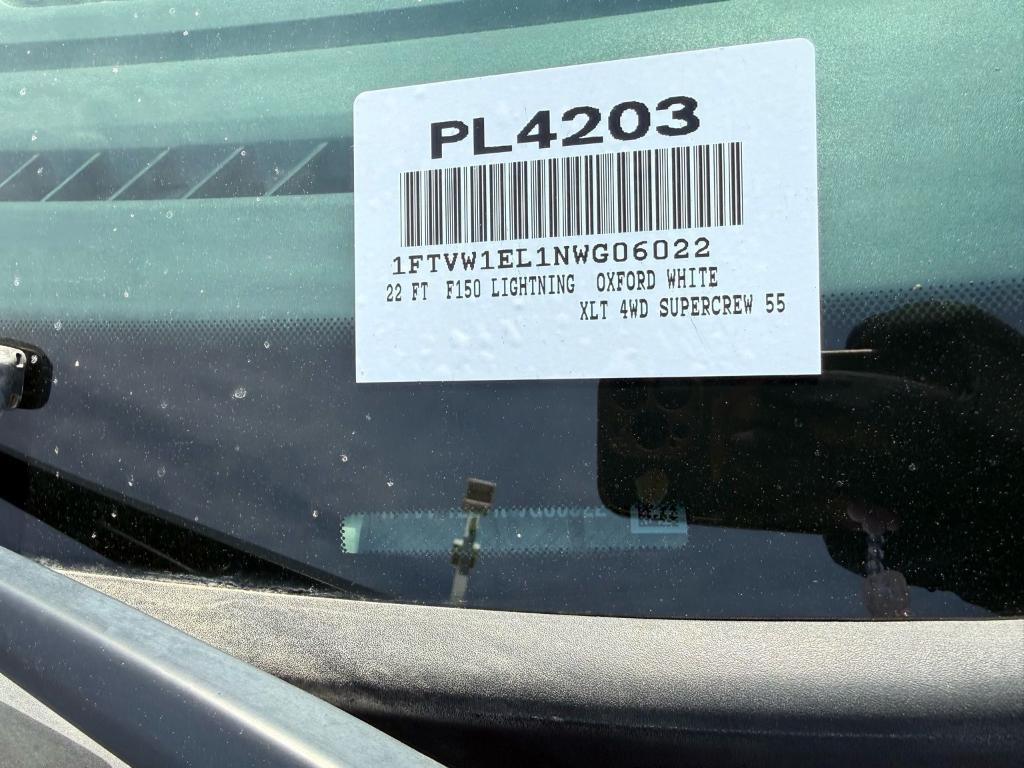 PL4203
1FTVW1EL1NWG06022
22 FT F150 LIGHTNING OXFORD WHITE
XLT 4WD SUPERCREW 55